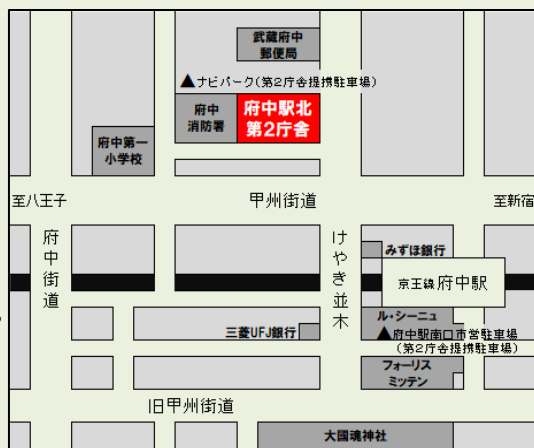 武蔵府中
郵便局
▲ナビパーク(第2庁舎提携駐車場)
府中
消防署
府中駅北
第2庁舎
府中第一
小学校
至八王子
甲州街道
至新宿
府中街道
けやき並木
みずほ銀行
京王線府中駅
ル・シーニュ
三菱UFJ銀行
▲府中駅南口市営駐車場
(第2庁舎提携駐車場)
フォーリス
ミッテン
旧甲州街道
大國魂神社